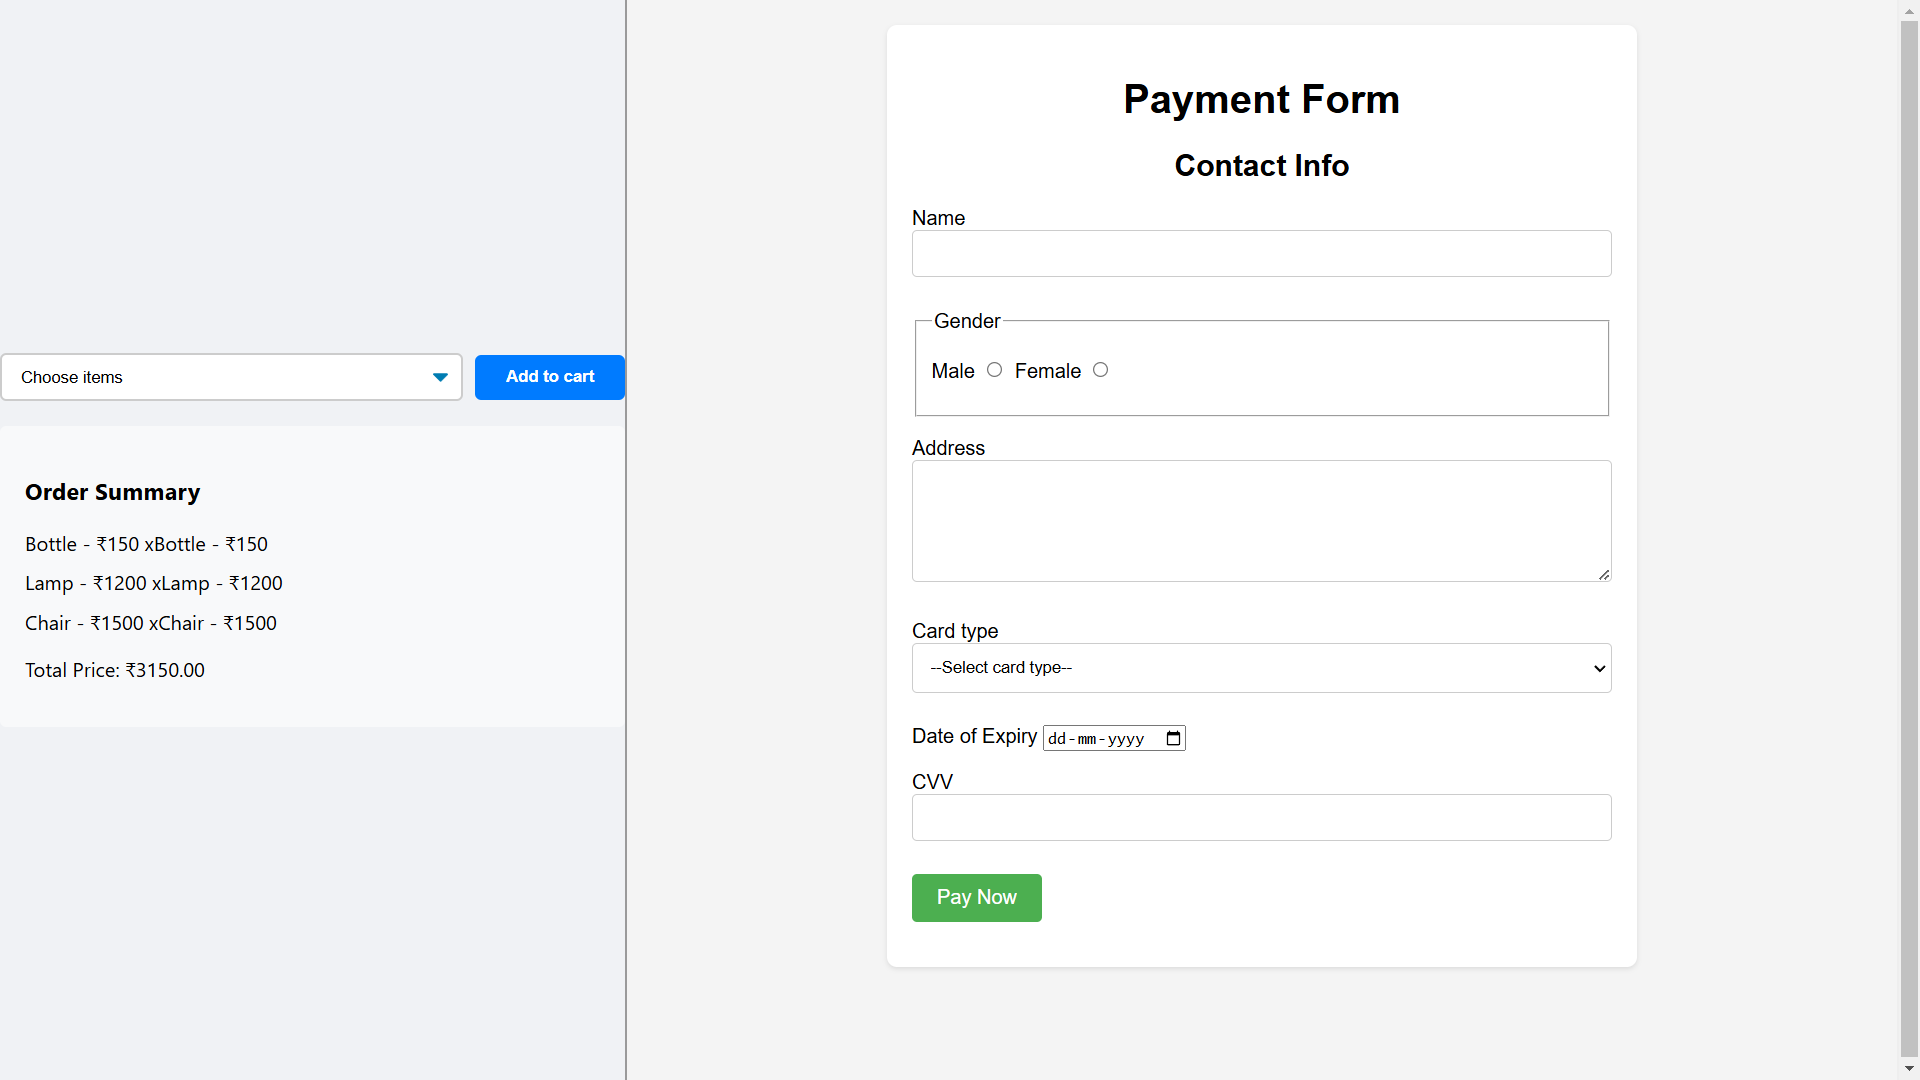 Choose items
Add to cart
Order Summary
Bottle - ₹150 xBottle - ₹150
Lamp - ₹1200 xLamp - ₹1200
Chair - ₹1500 xChair - ₹1500
Total Price: ₹3150.00
Payment Form
Contact Info
Name
Gender
Male Female
Address
Card type
--Select card type--
Date of Expiry dd-mm-yyyy
CVV
Pay Now